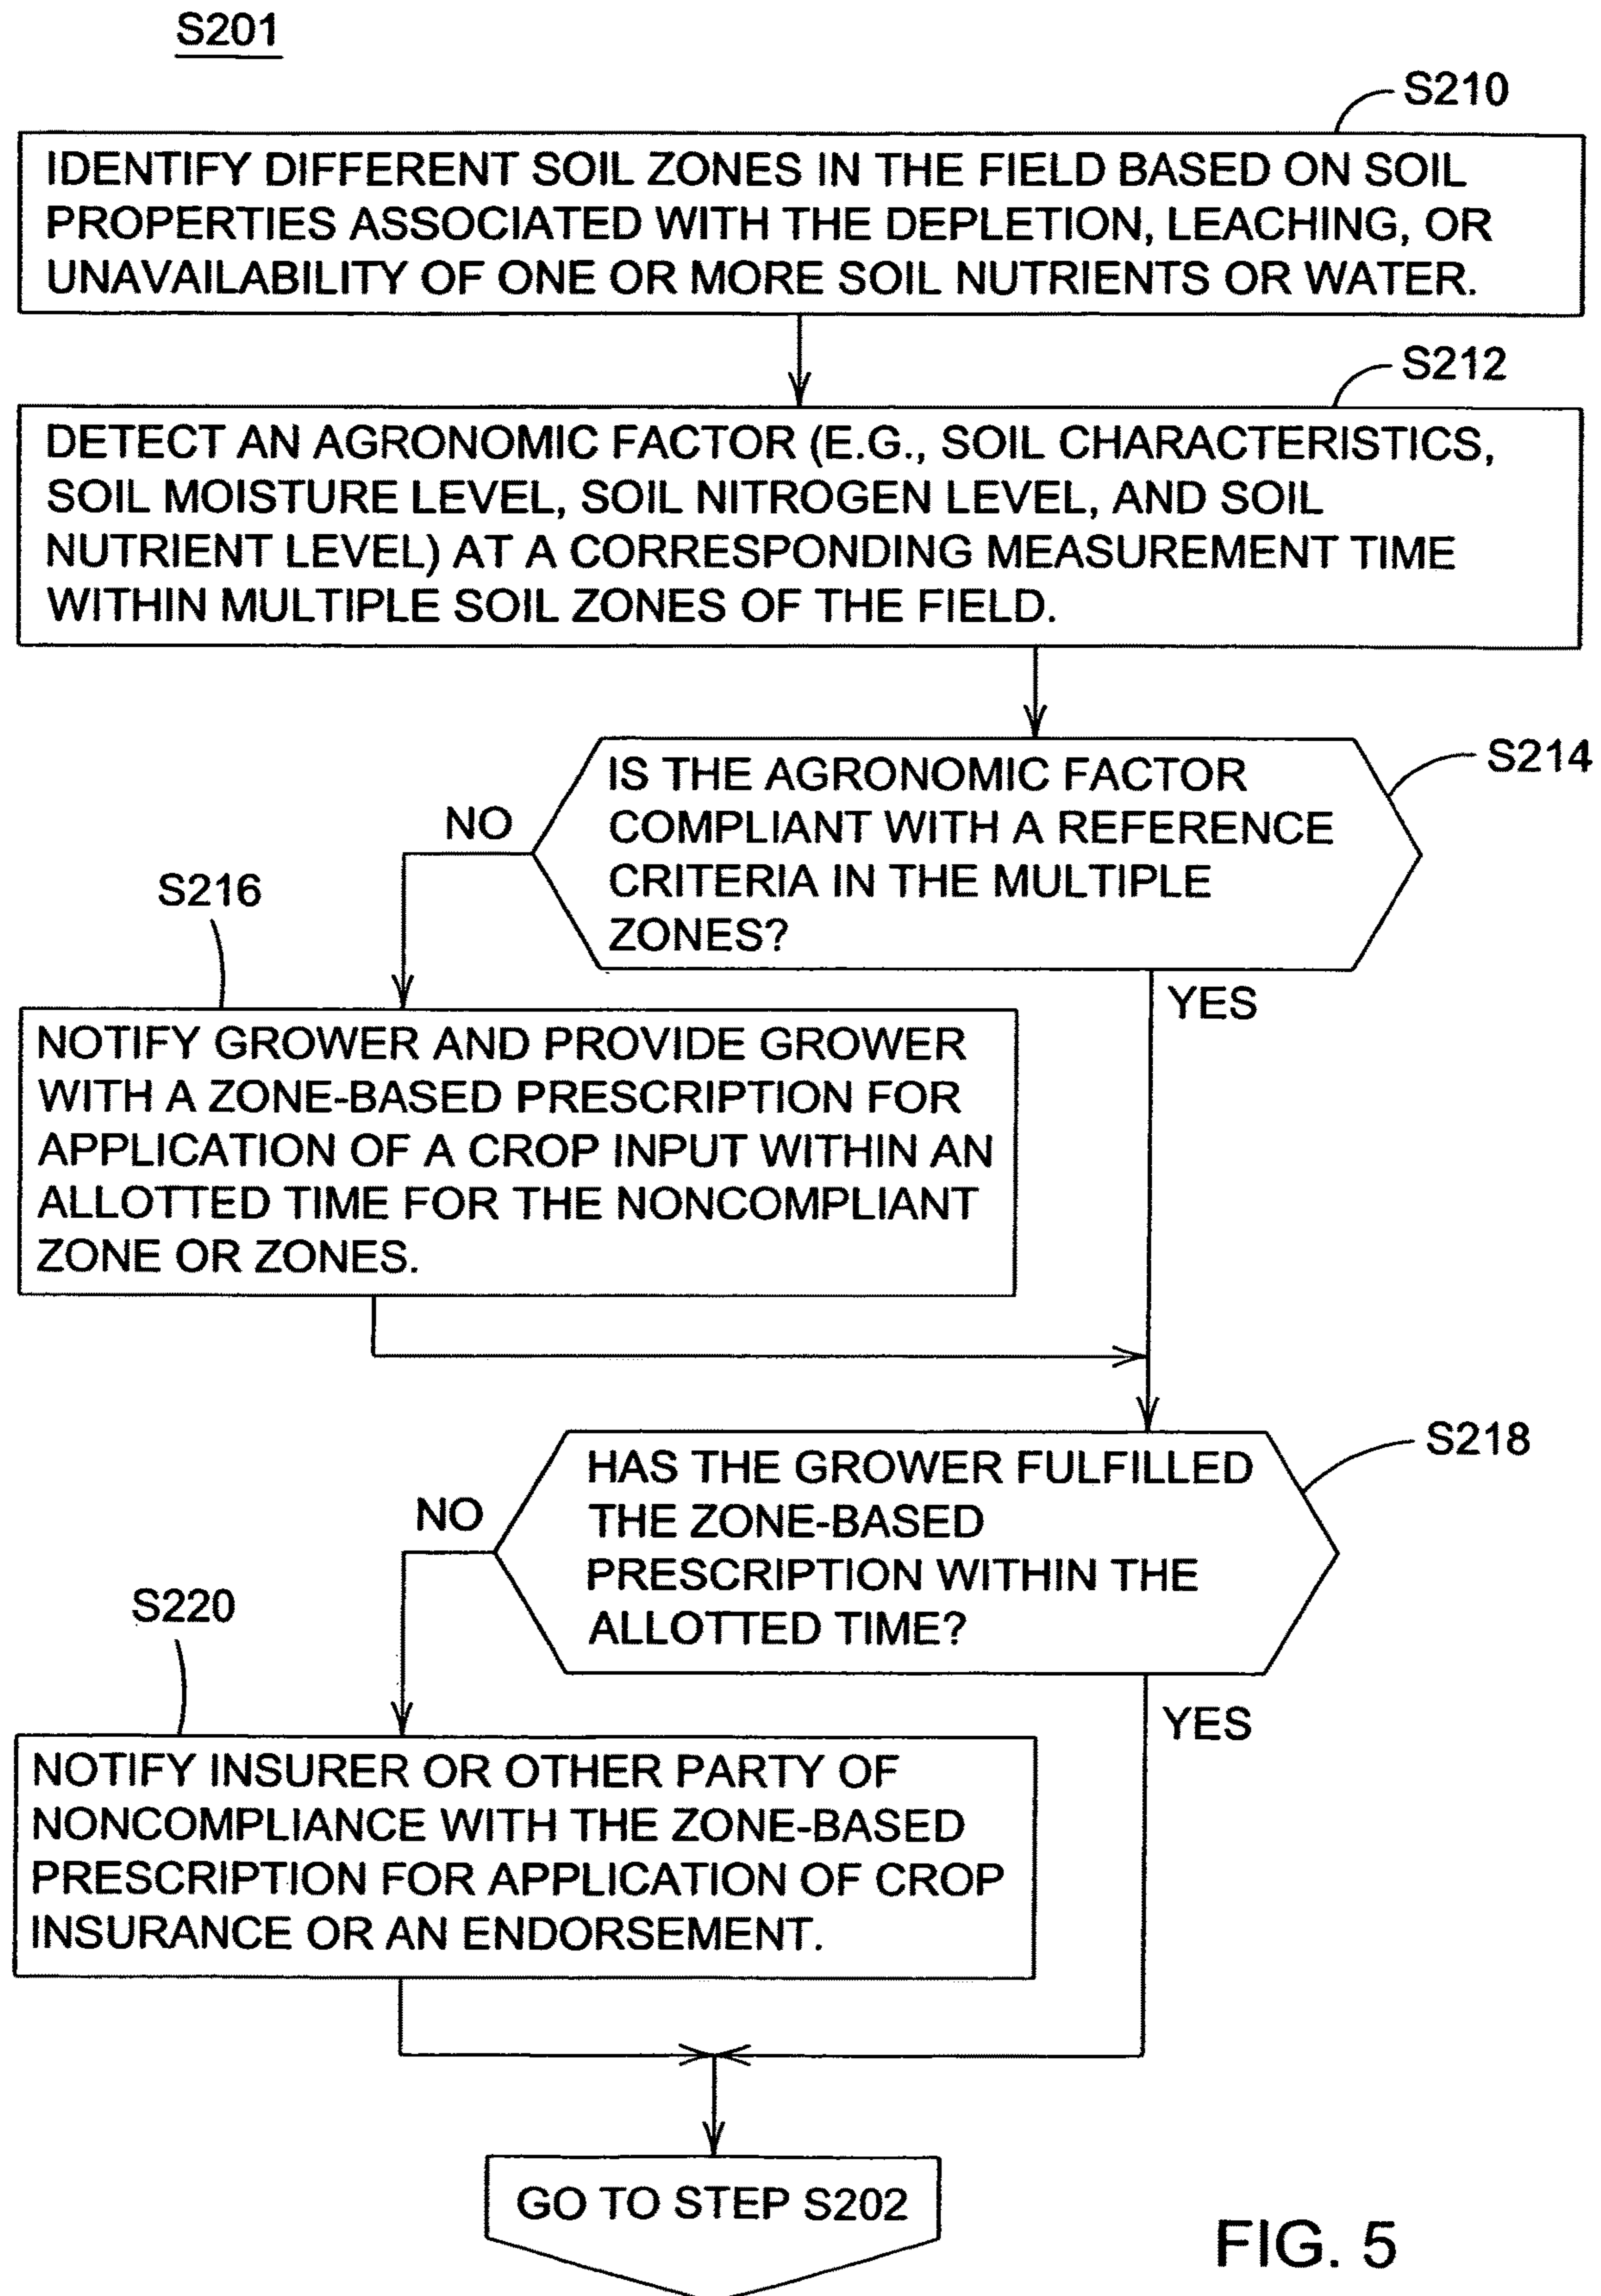 S201
S210
IDENTIFY DIFFERENT SOIL ZONES IN THE FIELD BASED ON SOIL
PROPERTIES ASSOCIATED WITH THE DEPLETION, LEACHING, OR
UNAVAILABILITY OF ONE OR MORE SOIL NUTRIENTS OR WATER.
S212
DETECT AN AGRONOMIC FACTOR (E.G., SOIL CHARACTERISTICS,
SOIL MOISTURE LEVEL, SOIL NITROGEN LEVEL, AND SOIL
NUTRIENT LEVEL) AT A CORRESPONDING MEASUREMENT TIME
WITHIN MULTIPLE SOIL ZONES OF THE FIELD.
S214
IS THE AGRONOMIC FACTOR
COMPLIANT WITH A REFERENCE
CRITERIA IN THE MULTIPLE
ZONES?
NO
YES
S216
NOTIFY GROWER AND PROVIDE GROWER
WITH A ZONE-BASED PRESCRIPTION FOR
APPLICATION OF A CROP INPUT WITHIN AN
ALLOTTED TIME FOR THE NONCOMPLIANT
ZONE OR ZONES.
S218
HAS THE GROWER FULFILLED
THE ZONE-BASED
PRESCRIPTION WITHIN THE
ALLOTTED TIME?
NO
YES
S220
NOTIFY INSURER OR OTHER PARTY OF
NONCOMPLIANCE WITH THE ZONE-BASED
PRESCRIPTION FOR APPLICATION OF CROP
INSURANCE OR AN ENDORSEMENT.
GO TO STEP S202
FIG. 5